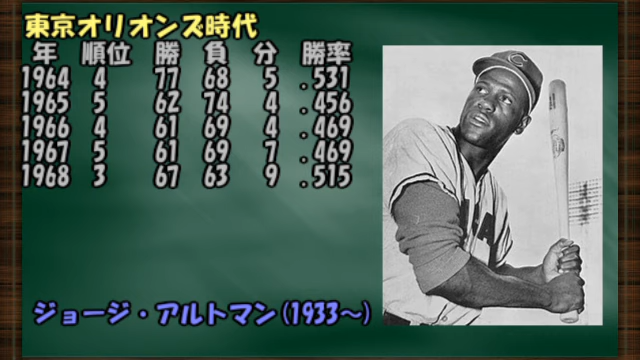 東京オリオンズ時代
年 順位 勝 負 分 勝率
1964 4 77 68 5 .531
1965 5 62 74 4 .456
1966 4 61 69 4 .469
1967 5 61 69 7 .469
1968 3 67 63 9 .515
ジョージ・アルトマン(1933～)